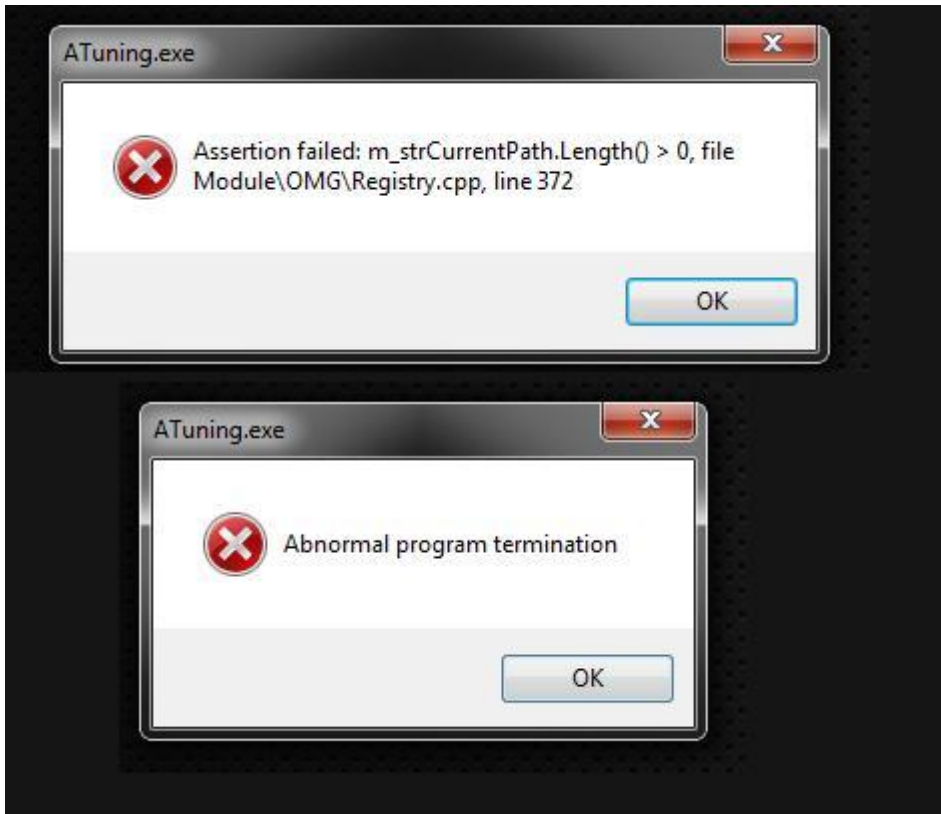 ATuning.exe
Assertion failed: m_strCurrentPath.Length() > 0, file
Module\OMG\Registry.cpp, line 372
OK
ATuning.exe
Abnormal program termination
OK